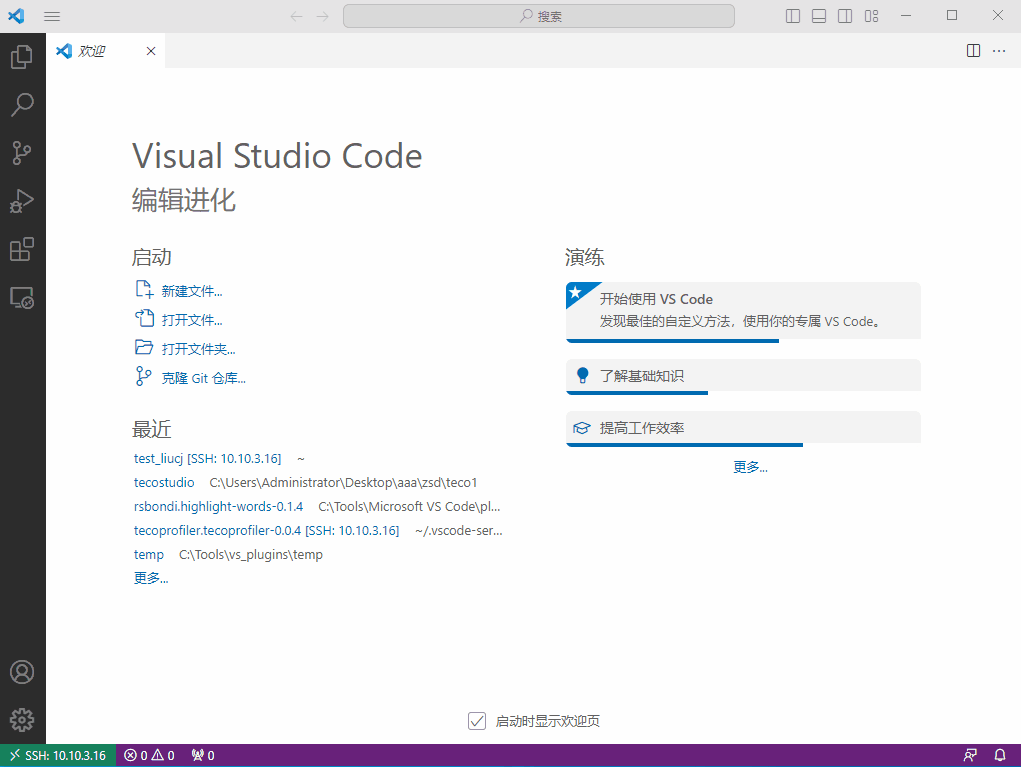 搜索
欢迎
Visual Studio Code
编辑进化
启动
新建文件...
打开文件...
打开文件夹...
克隆 Git 仓库...
最近
test_liucj [SSH: 10.10.3.16] ~
tecostudio C:\Users\Administrator\Desktop\aaa\zsd\teco1
rsbondi.highlight-words-0.1.4 C:\Tools\Microsoft VS Code\pl...
tecoprofiler.tecoprofiler-0.0.4 [SSH: 10.10.3.16] ~/.vscode-ser...
temp C:\Tools\vs_plugins\temp
更多...
演练
开始使用 VS Code
发现最佳的自定义方法，使用你的专属 VS Code。
了解基础知识
提高工作效率
更多...
启动时显示欢迎页
SSH: 10.10.3.16 0 0 0